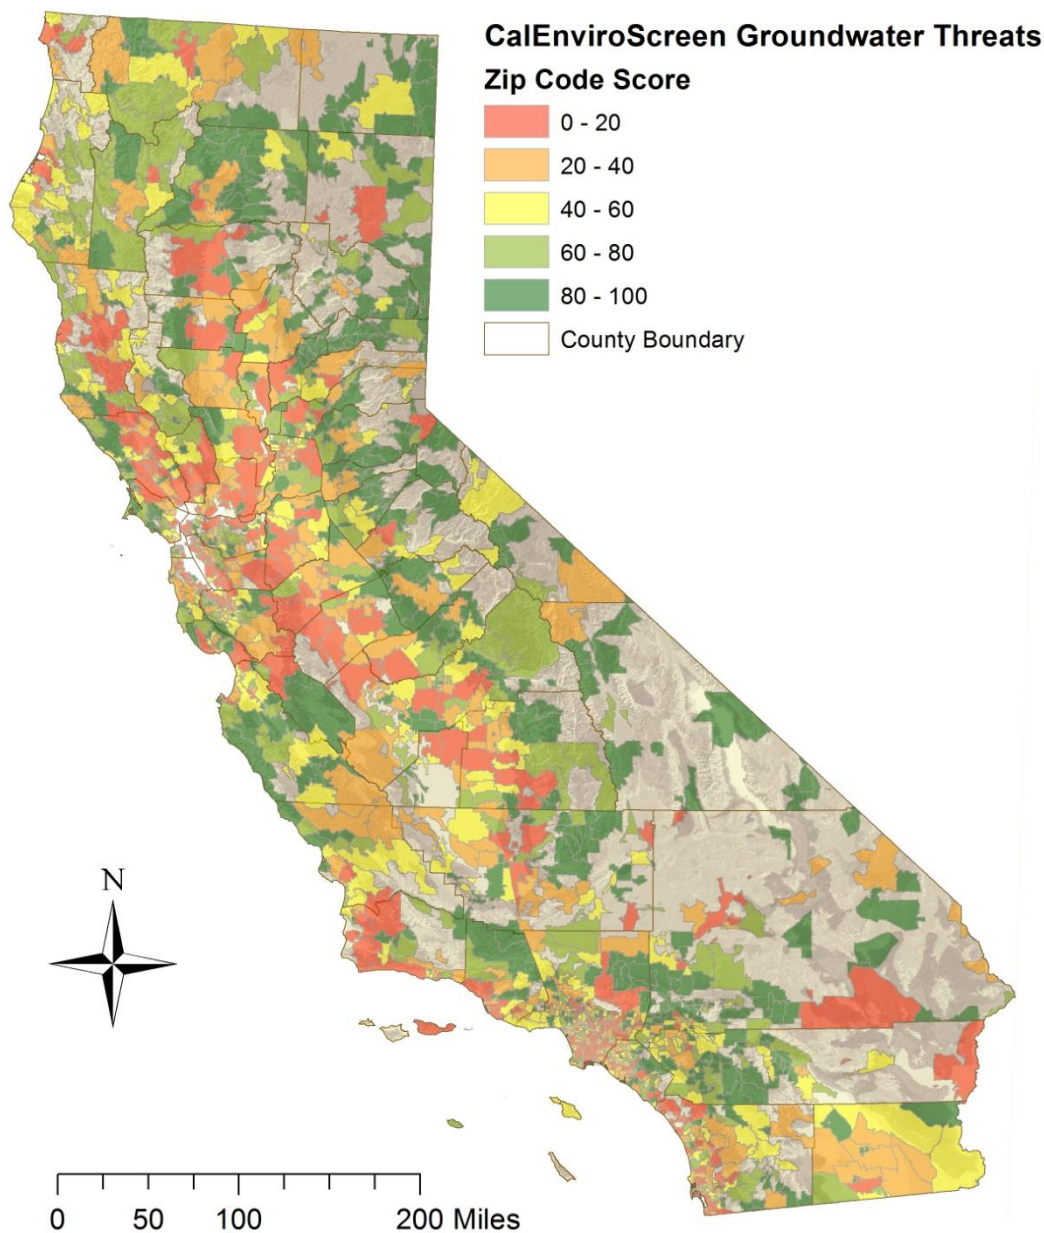 CalEnviroScreen Groundwater Threats
Zip Code Score
0 - 20
20 - 40
40 - 60
60 - 80
80 - 100
County Boundary
N
0 50 100 200 Miles